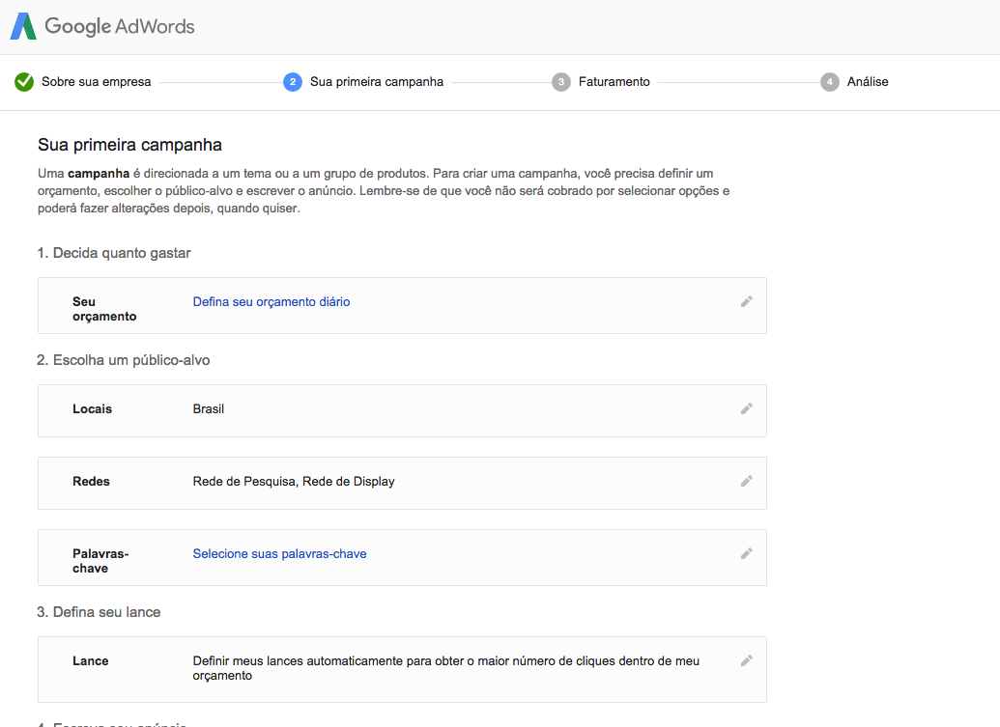 Google AdWords
Sobre sua empresa
2 Sua primeira campanha
3 Faturamento
4 Análise
Sua primeira campanha
Uma campanha é direcionada a um tema ou a um grupo de produtos. Para criar uma campanha, você precisa definir um
orçamento, escolher o público-alvo e escrever o anúncio. Lembre-se de que você não será cobrado por selecionar opções e
poderá fazer alterações depois, quando quiser.
1. Decida quanto gastar
Seu
orçamento
Defina seu orçamento diário
2. Escolha um público-alvo
Locais
Brasil
Redes
Rede de Pesquisa, Rede de Display
Palavras-
chave
Selecione suas palavras-chave
3. Defina seu lance
Lance
Definir meus lances automaticamente para obter o maior número de cliques dentro de meu
orçamento
4. Escreva seu anúncio